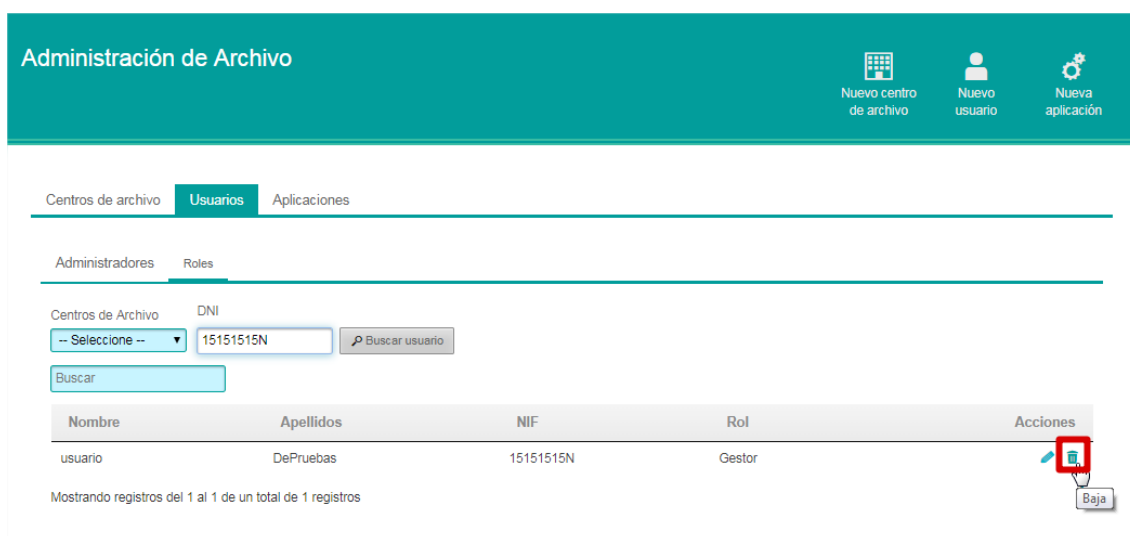 Administración de Archivo
Nuevo centro
de archivo
Nuevo
usuario
Nueva
aplicación
Centros de archivo Usuarios Aplicaciones
Administradores Roles
Centros de Archivo DNI
-- Seleccione -- 15151515N Buscar usuario
Buscar
Nombre Apellidos NIF Rol Acciones
usuario DePruebas 15151515N Gestor
Baja
Mostrando registros del 1 al 1 de un total de 1 registros